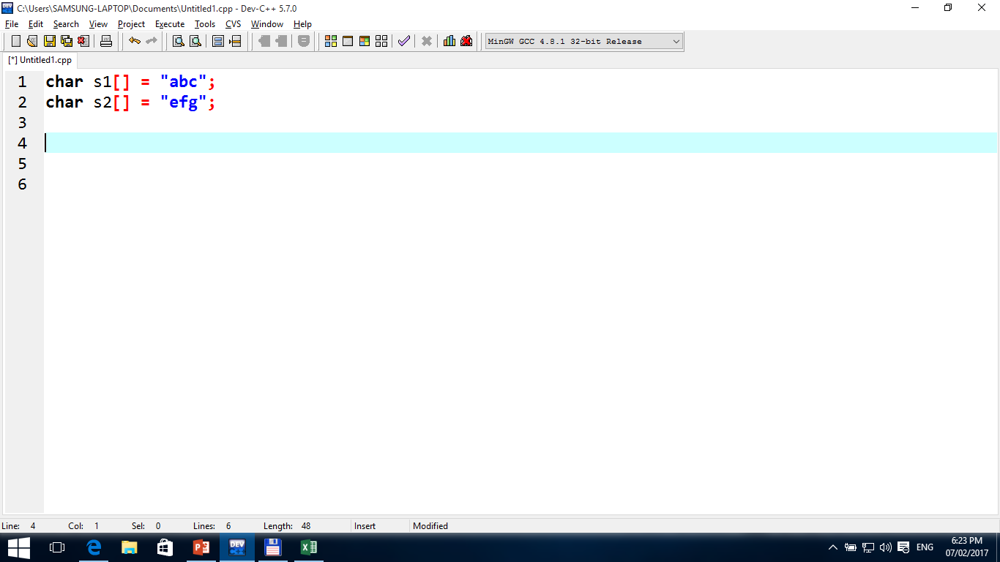 C:\Users\SAMSUNG-LAPTOP\Documents\Untitled1.cpp - Dev-C++ 5.7.0
File Edit Search View Project Execute Tools CVS Window Help
MinGW GCC 4.8.1 32-bit Release
[*] Untitled1.cpp
1 char s1[] = "abc";
2 char s2[] = "efg";
3
4
5
6
Line: 4 Col: 1 Sel: 0 Lines: 6 Length: 48 Insert Modified
DEV
ENG
6:23 PM
07/02/2017